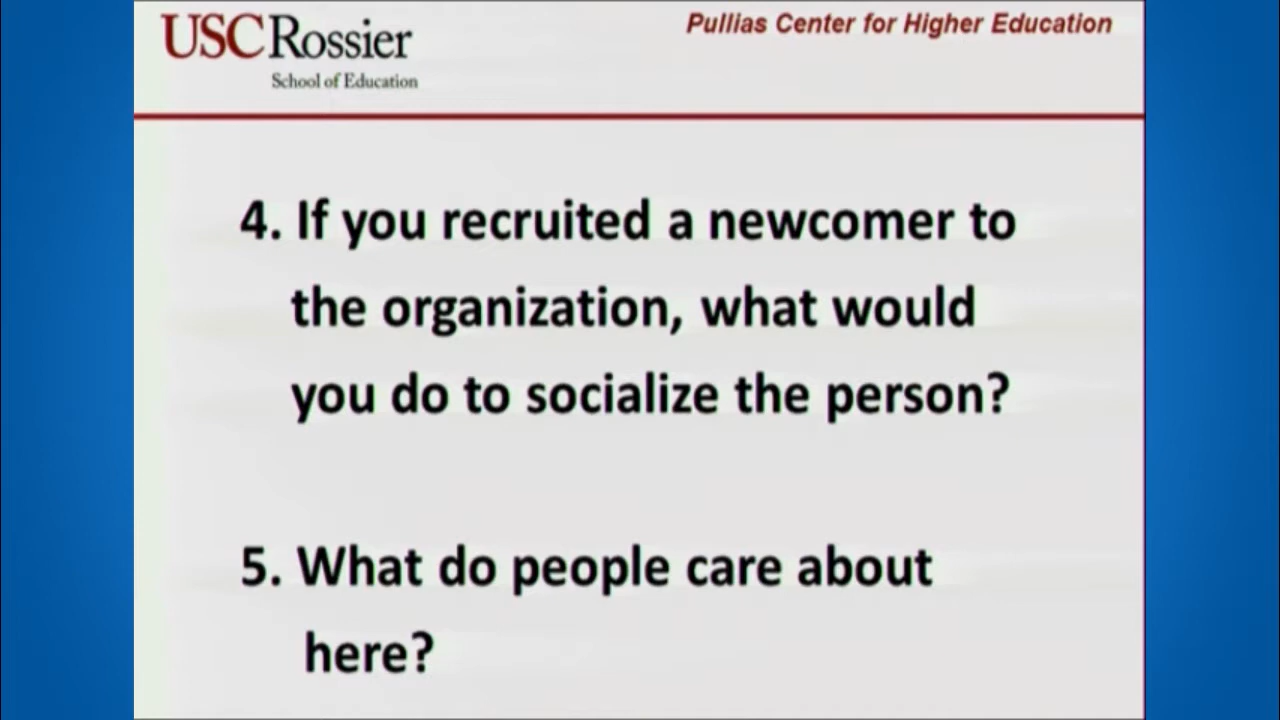 USC Rossier
School of Education
Pullias Center for Higher Education
4. If you recruited a newcomer to
the organization, what would
you do to socialize the person?
5. What do people care about
here?